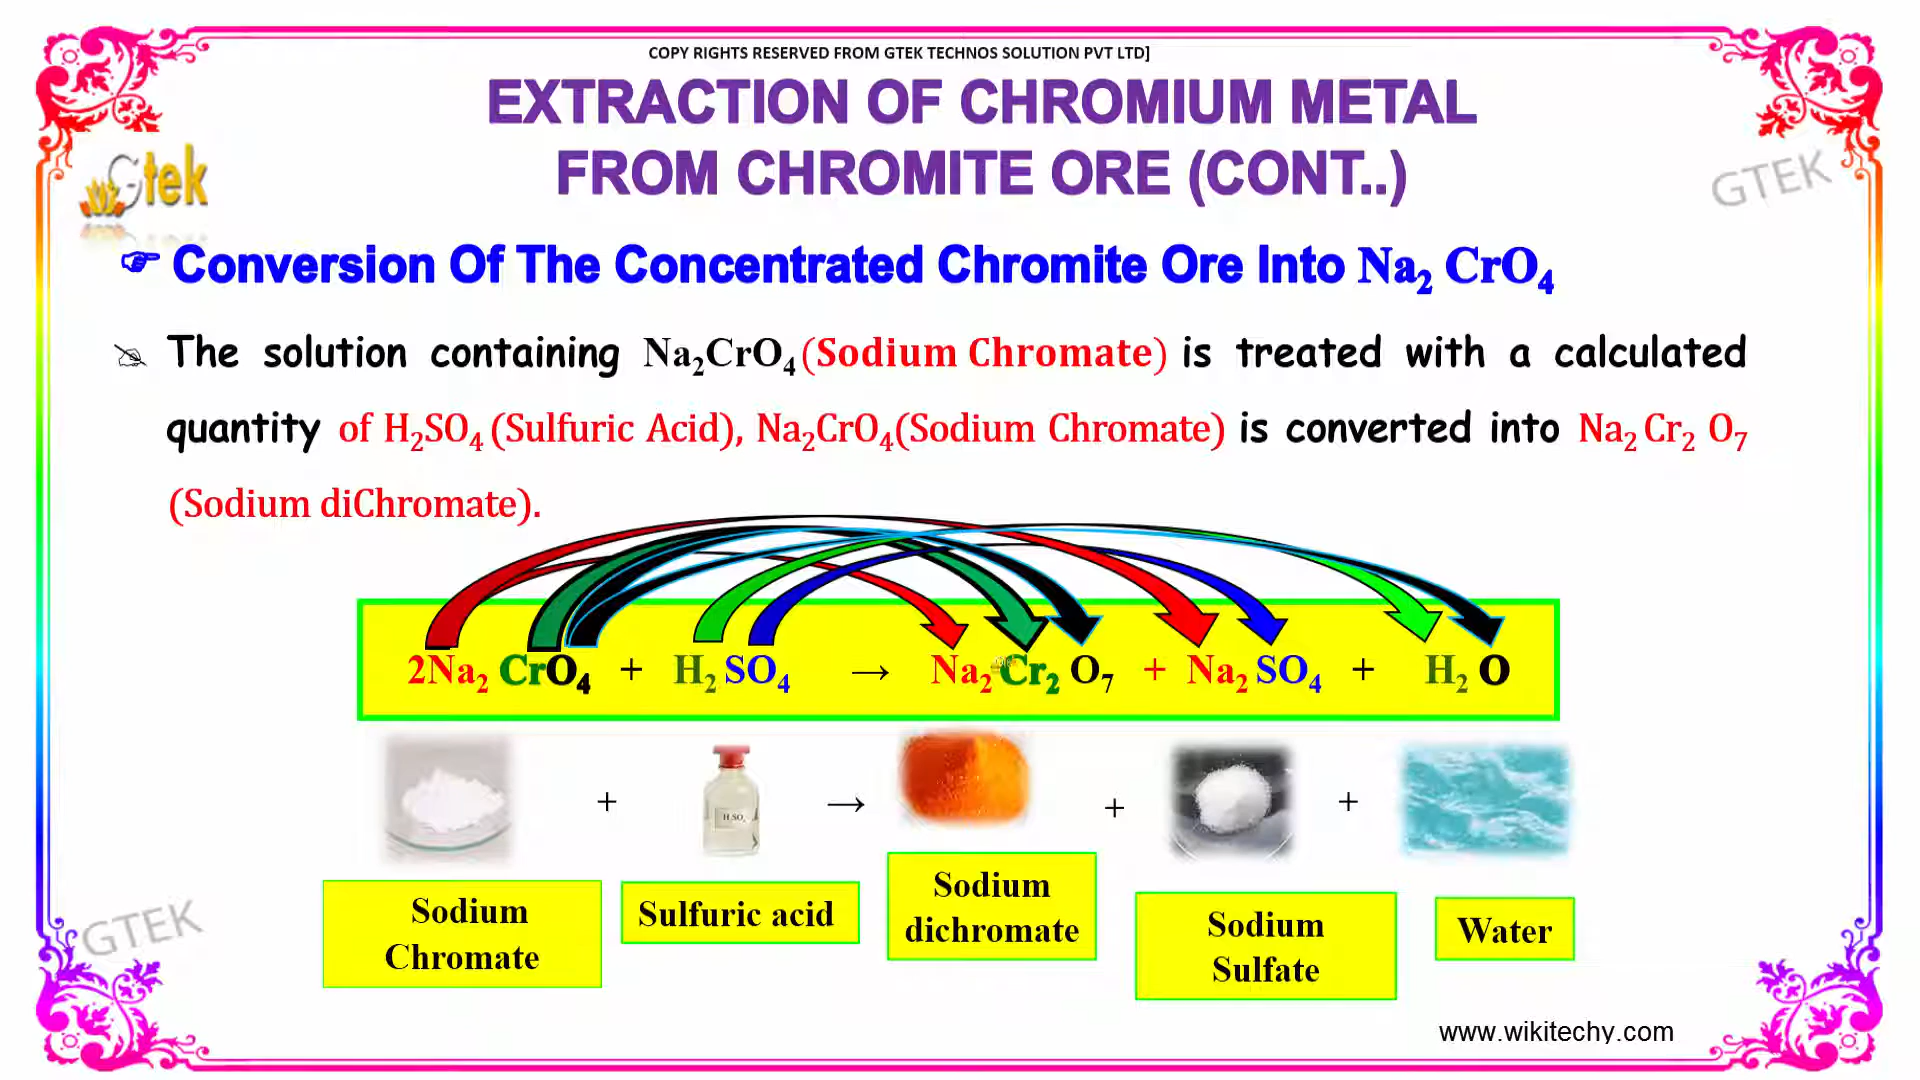 COPY RIGHTS RESERVED FROM GTEK TECHNOS SOLUTION PVT LTD]
EXTRACTION OF CHROMIUM METAL
FROM CHROMITE ORE (CONT..)
Gtek
GTEK
Conversion Of The Concentrated Chromite Ore Into Na₂ CrO₄
The solution containing Na₂CrO₄ (Sodium Chromate) is treated with a calculated
quantity of H₂SO₄ (Sulfuric Acid), Na₂CrO₄(Sodium Chromate) is converted into Na₂ Cr₂ O₇
(Sodium diChromate).
2Na₂ CrO₄ + H₂ SO₄ → Na₂ Cr₂ O₇ + Na₂ SO₄ + H₂ O
+ → + +
H₂SO₄
Sodium
Chromate
Sulfuric acid
Sodium
dichromate
Sodium
Sulfate
Water
GTEK
www.wikitechy.com